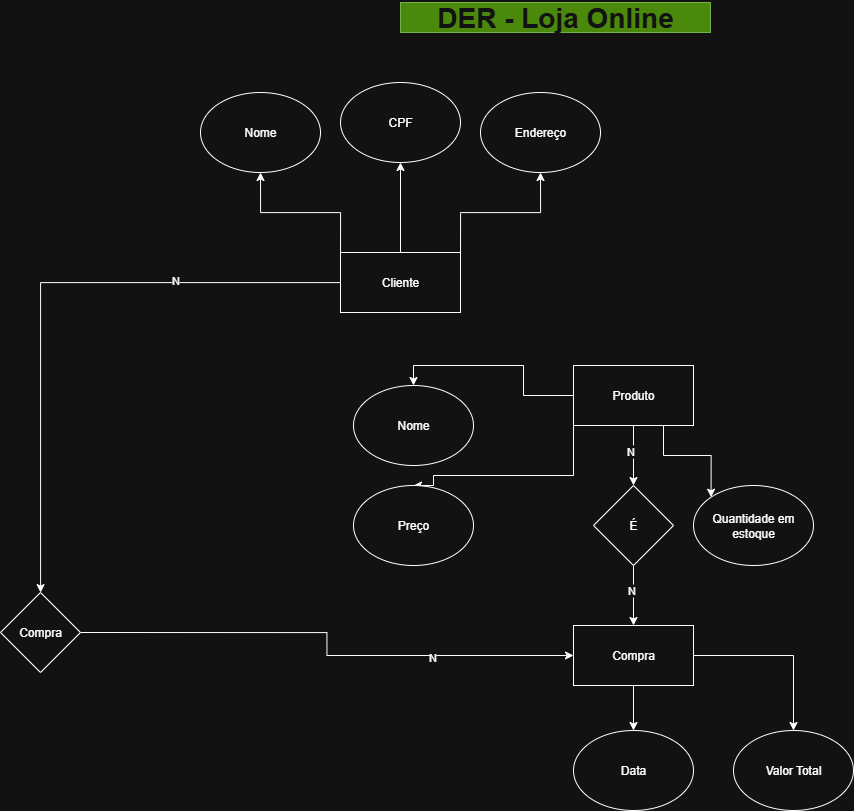 DER - Loja Online
Nome
CPF
Endereço
Cliente
N
Produto
Nome
N
Preço
É
Quantidade em
estoque
N
Compra
Compra
N
Data
Valor Total